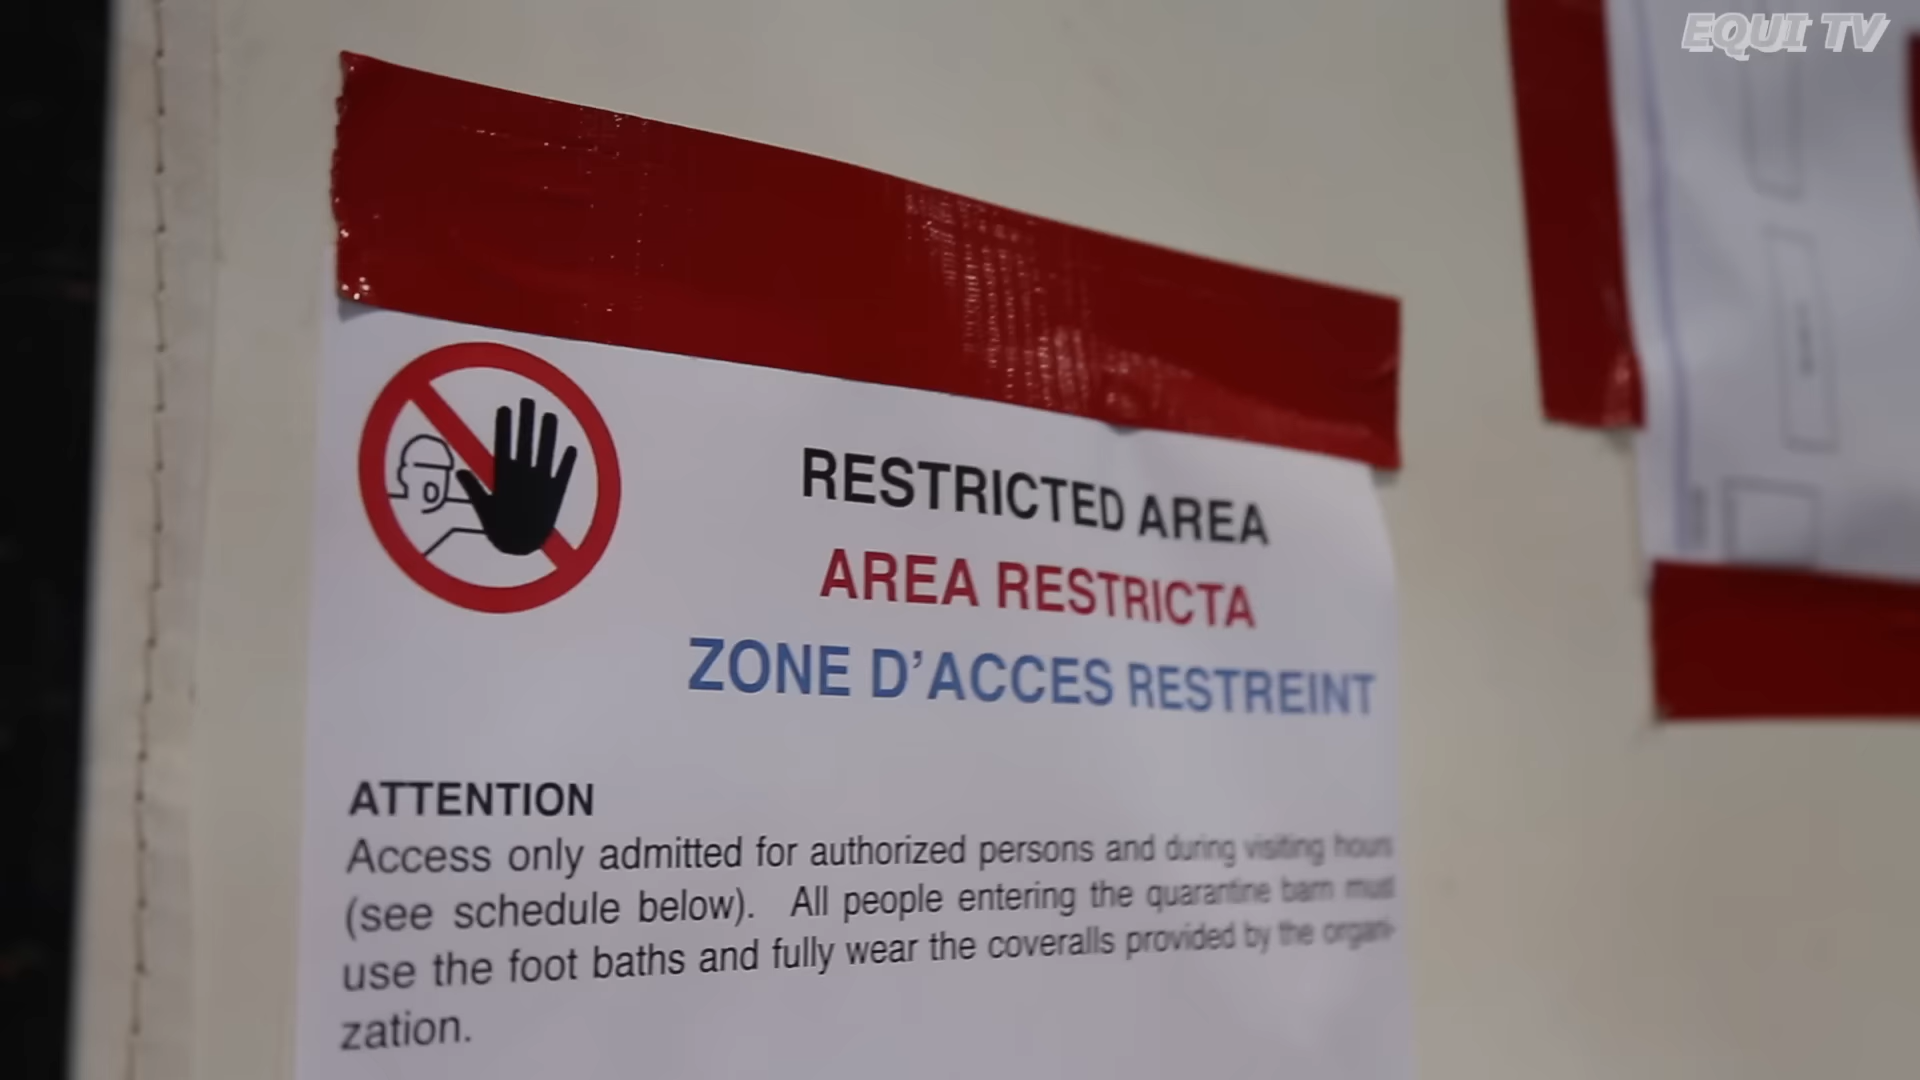 EQUI TV
RESTRICTED AREA
AREA RESTRICTA
ZONE D'ACCES RESTREINT
ATTENTION
Access only admitted for authorized persons and during visiting hours
(see schedule below). All people entering the quarantine barn must
use the foot baths and fully wear the coveralls provided by the organi-
zation.